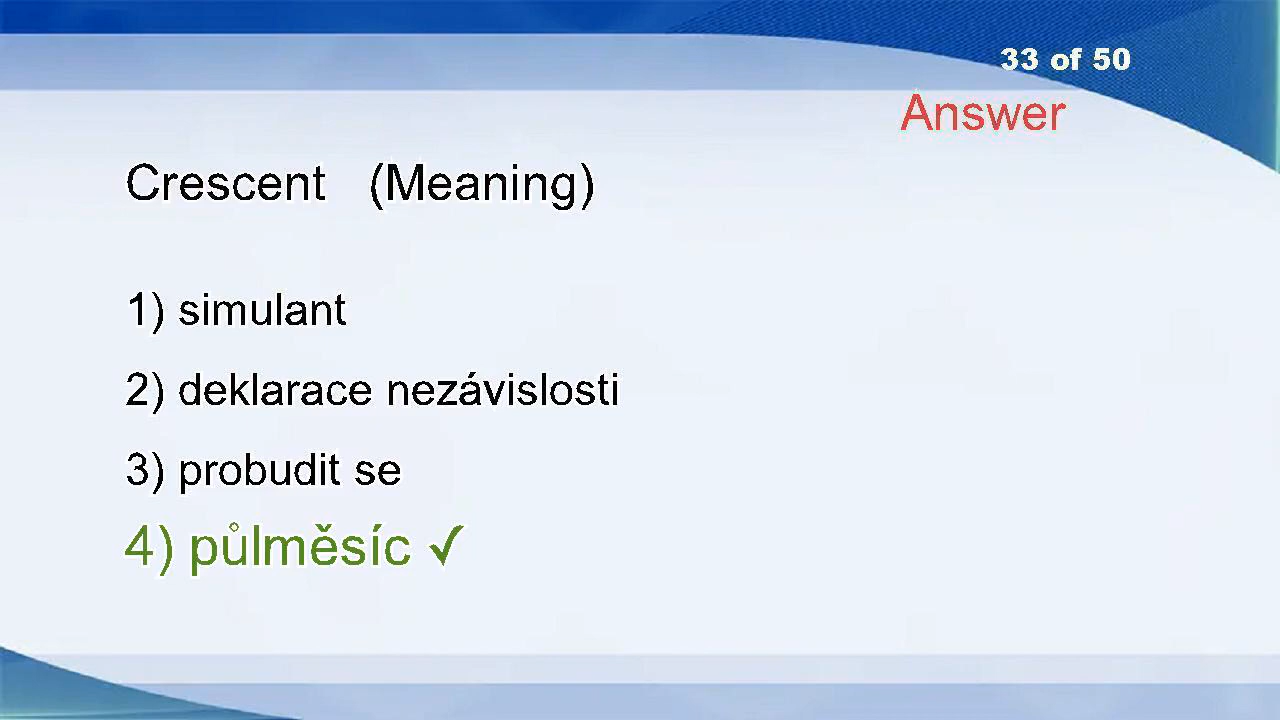 33 of 50
Answer
Crescent (Meaning)
1) simulant
2) deklarace nezávislosti
3) probudit se
4) půlměsíc ✓